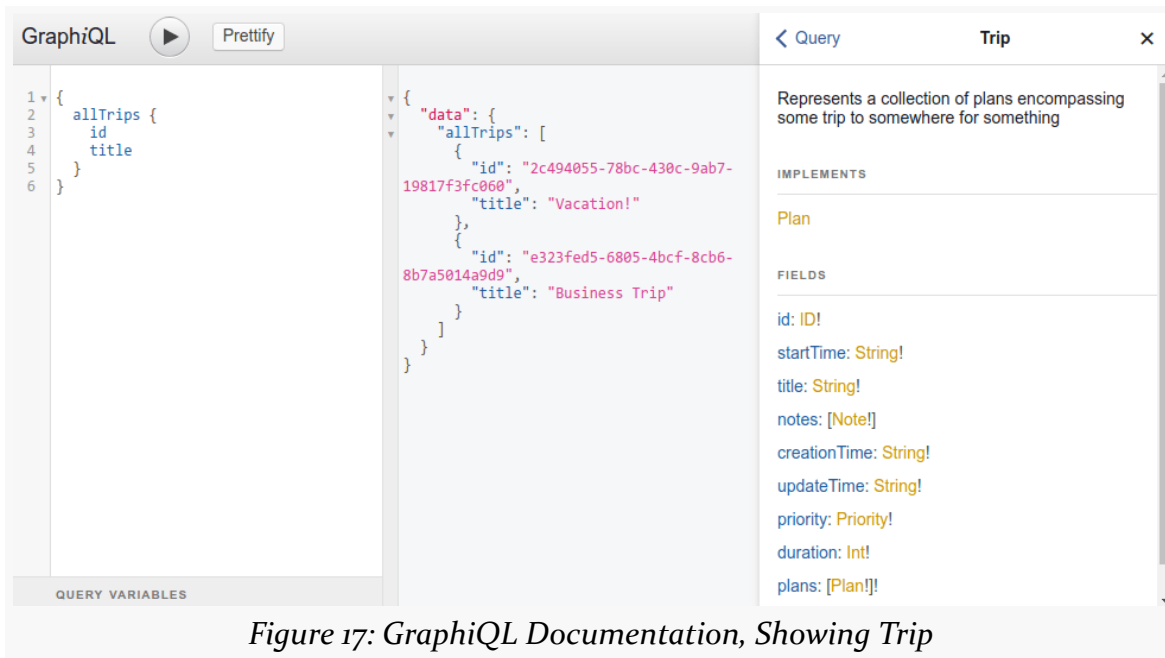 GraphiQL
Prettify
1 {
2   allTrips {
3     id
4     title
5   }
6 }
QUERY VARIABLES
{
  "data": {
    "allTrips": [
      {
        "id": "2c494055-78bc-430c-9ab7-
19817f3fc060",
        "title": "Vacation!"
      },
      {
        "id": "e323fed5-6805-4bcf-8cb6-
8b7a5014a9d9",
        "title": "Business Trip"
      }
    ]
  }
}
Query
Trip
Represents a collection of plans encompassing
some trip to somewhere for something
IMPLEMENTS
Plan
FIELDS
id: ID!
startTime: String!
title: String!
notes: [Note!]
creationTime: String!
updateTime: String!
priority: Priority!
duration: Int!
plans: [Plan!]!
Figure 17: GraphiQL Documentation, Showing Trip